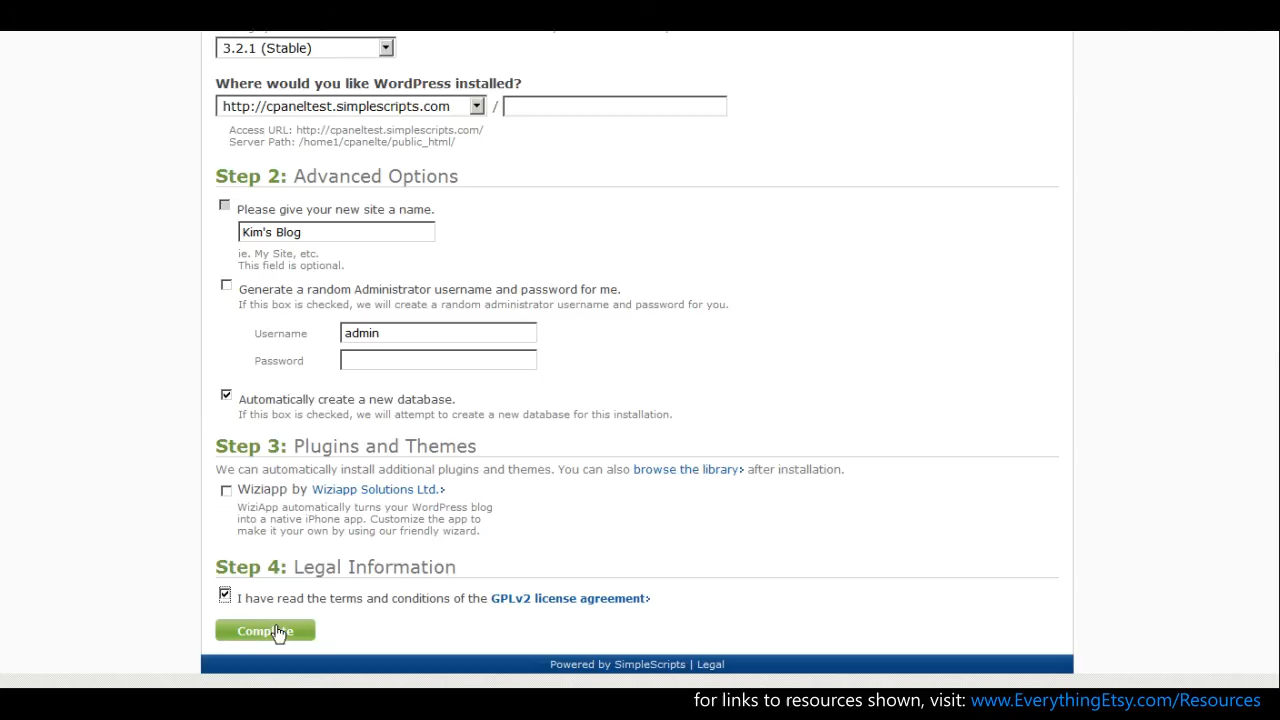 3.2.1 (Stable)
Where would you like WordPress installed?
http://cpaneltest.simplescripts.com /
Access URL: http://cpaneltest.simplescripts.com/
Server Path: /home1/cpanelte/public_html/
Step 2: Advanced Options
Please give your new site a name.
Kim's Blog
ie. My Site, etc.
This field is optional.
Generate a random Administrator username and password for me.
If this box is checked, we will create a random administrator username and password for you.
Username admin
Password
Automatically create a new database.
If this box is checked, we will attempt to create a new database for this installation.
Step 3: Plugins and Themes
We can automatically install additional plugins and themes. You can also browse the library› after installation.
Wiziapp by Wiziapp Solutions Ltd.›
WiziApp automatically turns your WordPress blog
into a native iPhone app. Customize the app to
make it your own by using our friendly wizard.
Step 4: Legal Information
I have read the terms and conditions of the GPLv2 license agreement›
Complete
Powered by SimpleScripts | Legal
for links to resources shown, visit: www.EverythingEtsy.com/Resources